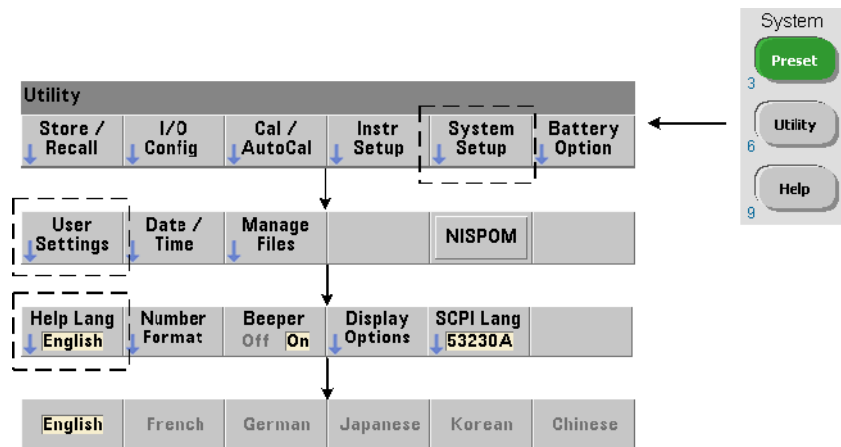 System
Preset
3
Utility
6
Help
9
Utility
Store / Recall
I/O Config
Cal / AutoCal
Instr Setup
System Setup
Battery Option
User Settings
Date / Time
Manage Files
NISPOM
Help Lang
English
Number Format
Beeper
Off On
Display Options
SCPI Lang
53230A
English French German Japanese Korean Chinese